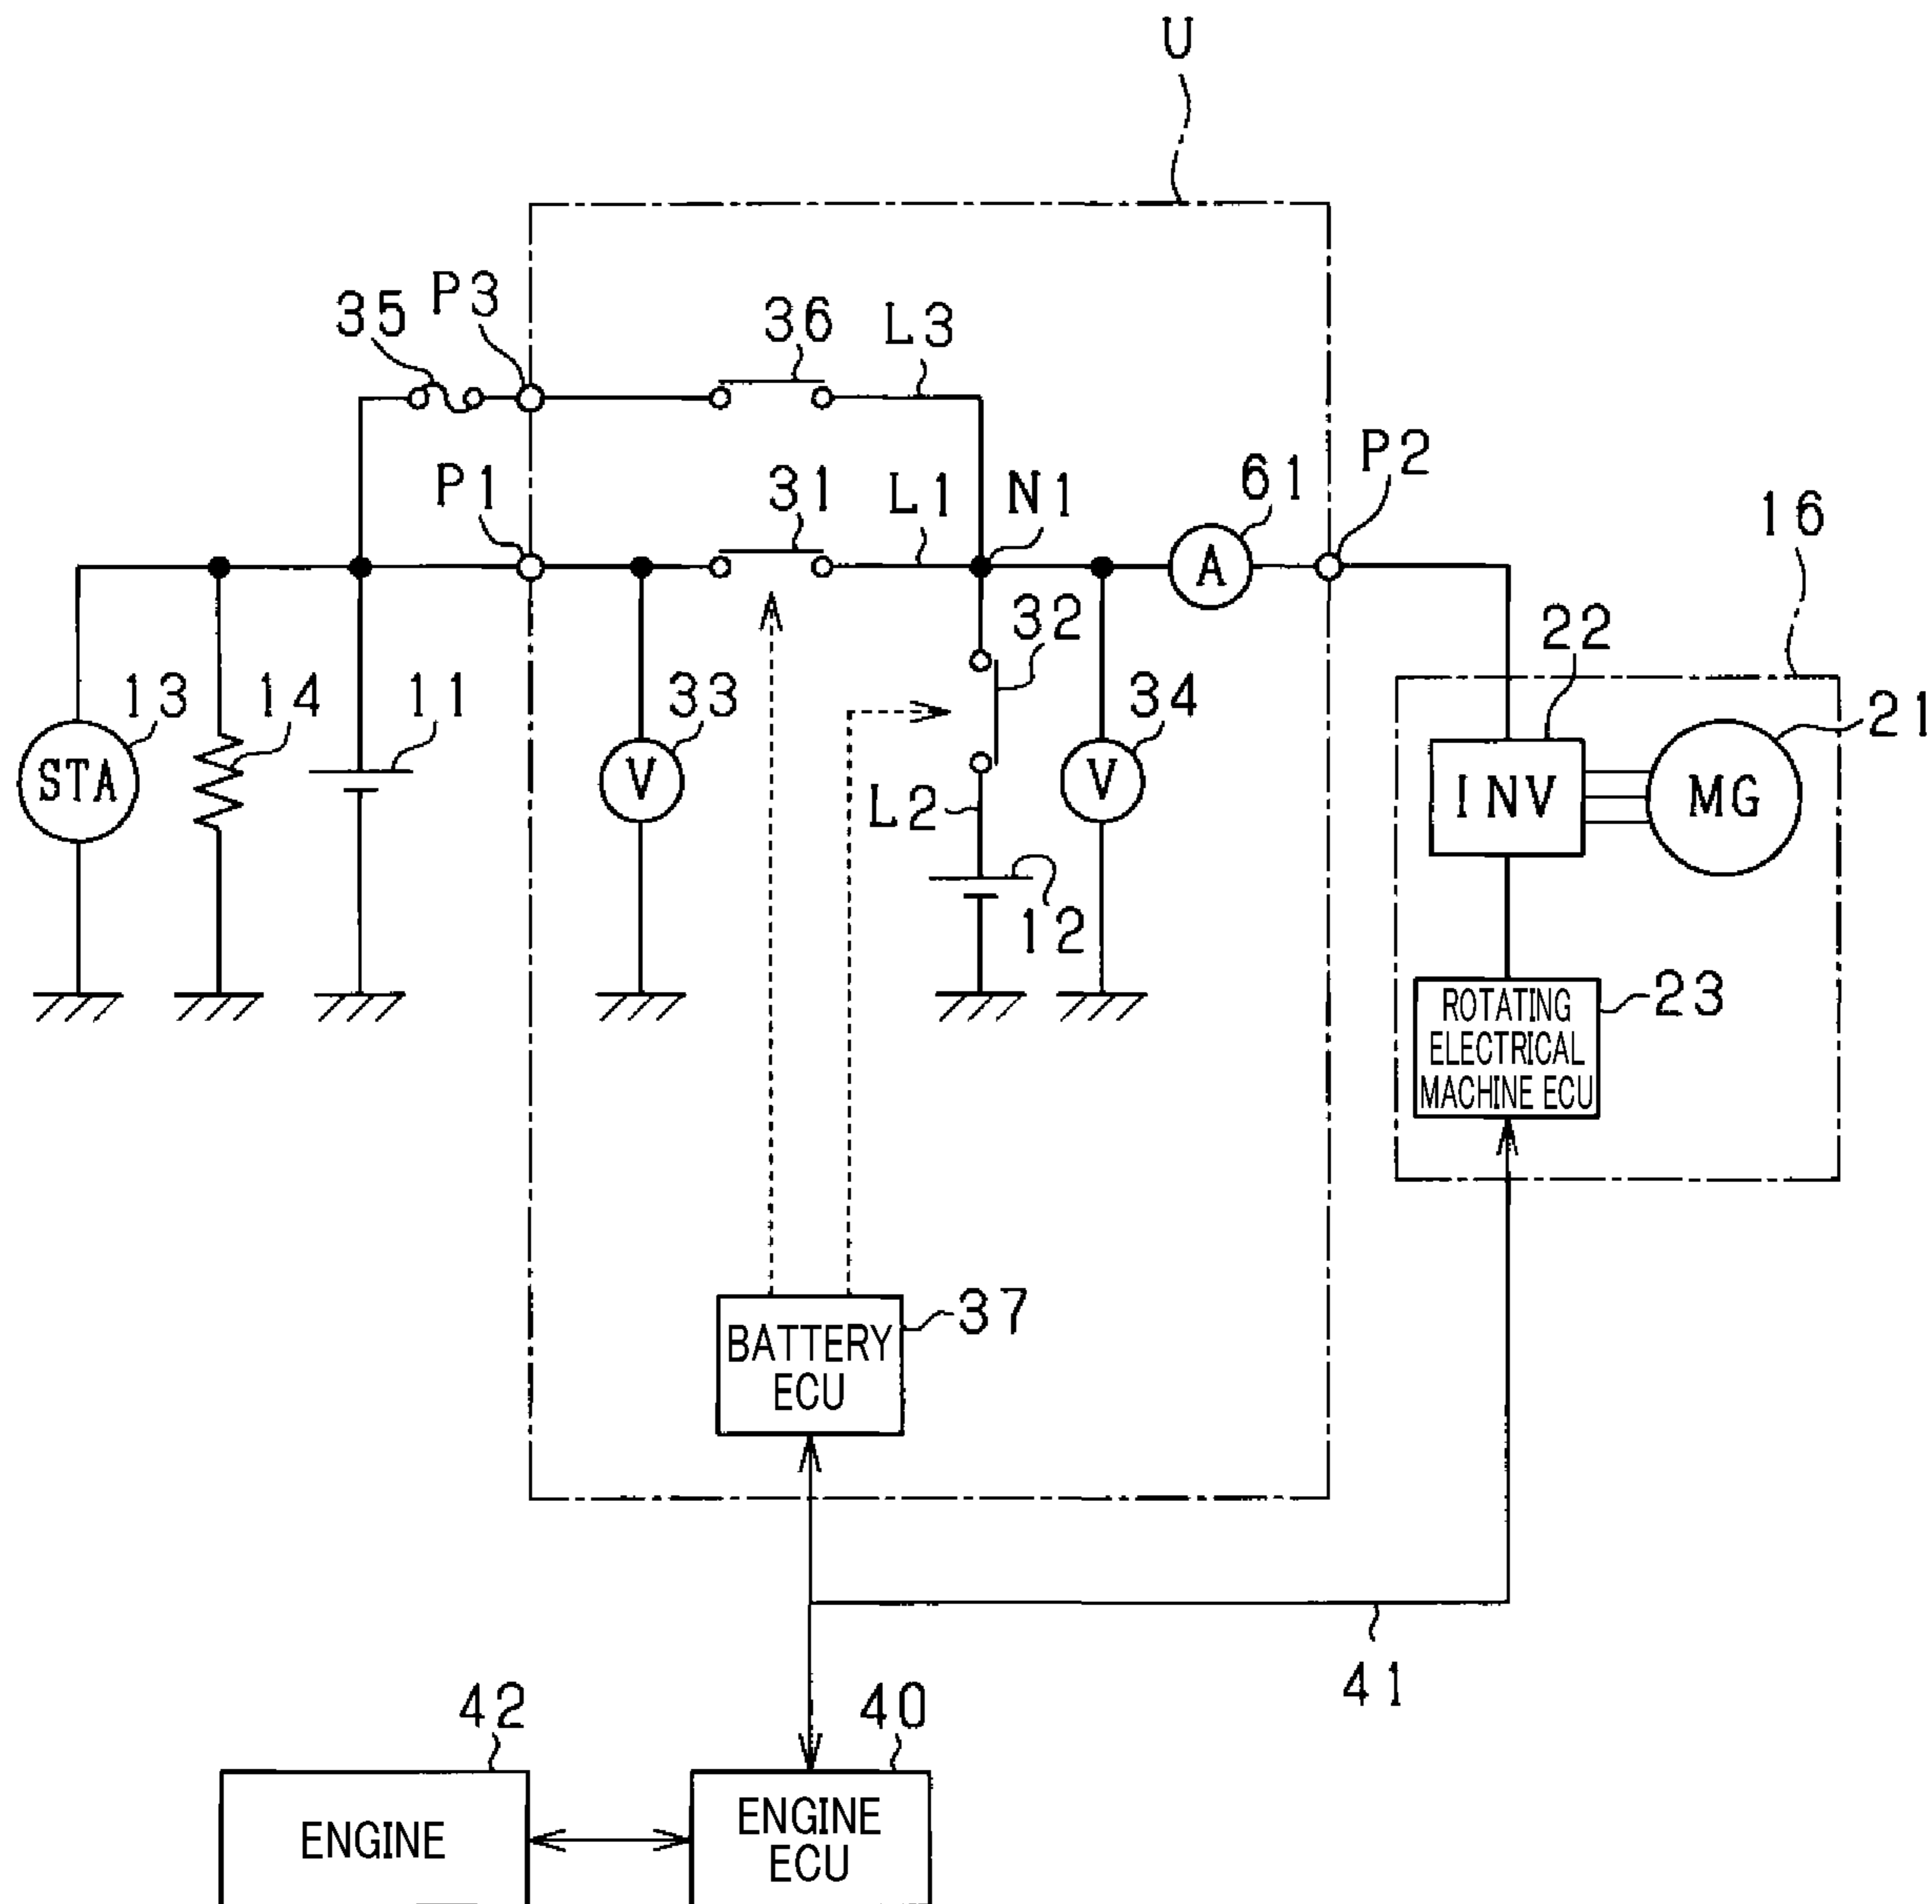 U
P3
35
36
L3
P1
31
L1
N1
61
P2
16
A
32
22
13
14
11
33
34
21
STA
V
V
INV
MG
L2
12
23
ROTATING
ELECTRICAL
MACHINE ECU
37
BATTERY
ECU
41
42
40
ENGINE
ENGINE
ECU